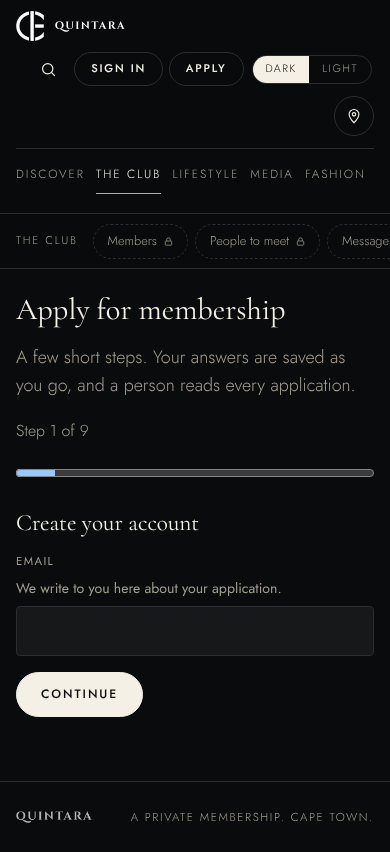 QUINTARA
SIGN IN APPLY DARK LIGHT
DISCOVER THE CLUB LIFESTYLE MEDIA FASHION
THE CLUB Members People to meet Message
Apply for membership
A few short steps. Your answers are saved as
you go, and a person reads every application.
Step 1 of 9
Create your account
EMAIL
We write to you here about your application.
CONTINUE
QUINTARA A PRIVATE MEMBERSHIP. CAPE TOWN.